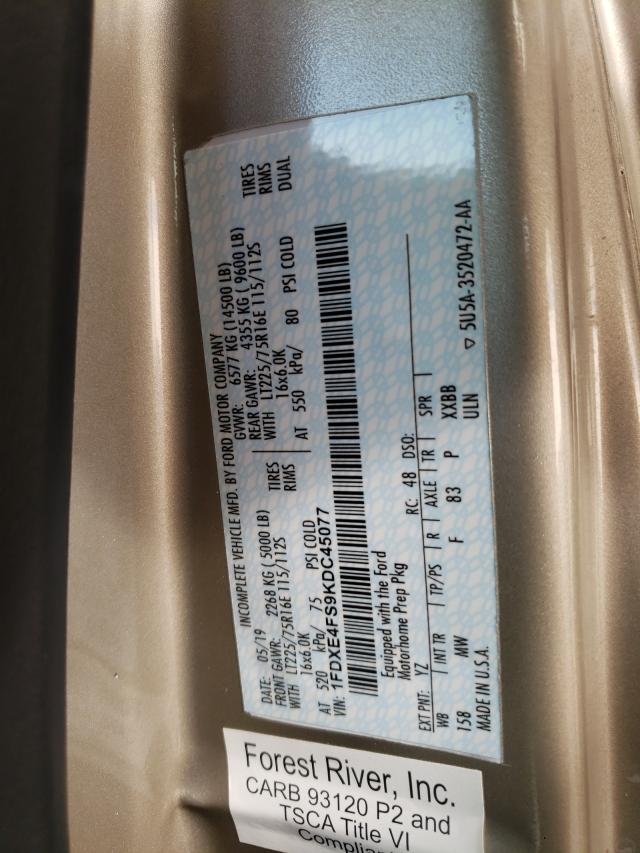 INCOMPLETE VEHICLE MFD. BY FORD MOTOR COMPANY
DATE: 05/19 GVWR: 6577 KG (14500 LB)
FRONT GAWR: 2268 KG (5000 LB) REAR GAWR: 4355 KG (9600 LB)
WITH LT225/75R16E 115/112S TIRES WITH LT225/75R16E 115/112S TIRES
16x6.0K RIMS 16x6.0K RIMS
AT 520 kPa/ 75 PSI COLD AT 550 kPa/ 80 PSI COLD DUAL
VIN: 1FDXE4FS9KDC45077
Equipped with the Ford
Motorhome Prep Pkg
EXT PNT: YZ RC: 48 DSO:
WB INT TR TP/PS R AXLE TR SPR
158 MW F 83 P XXBB
MADE IN U.S.A. ULN
▽ 5U5A-3520472-AA
Forest River, Inc.
CARB 93120 P2 and
TSCA Title VI